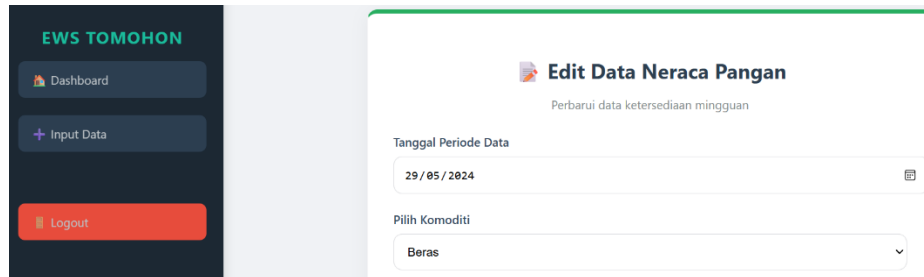 EWS TOMOHON
Dashboard
Input Data
Logout
Edit Data Neraca Pangan
Perbarui data ketersediaan mingguan
Tanggal Periode Data
29/05/2024
Pilih Komoditi
Beras